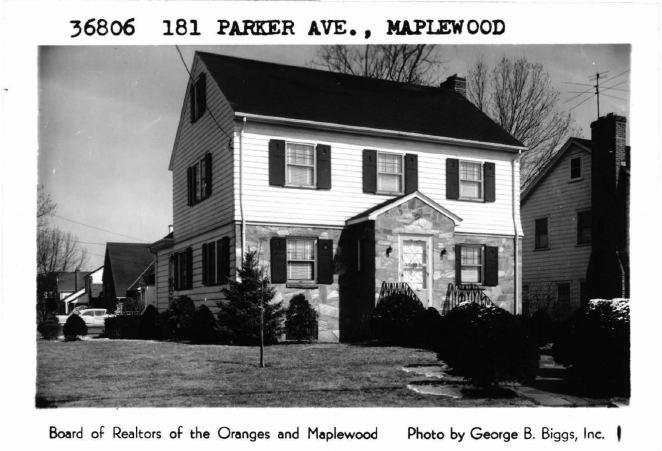 36806 181 PARKER AVE., MAPLEWOOD
Board of Realtors of the Oranges and Maplewood Photo by George B. Biggs, Inc.